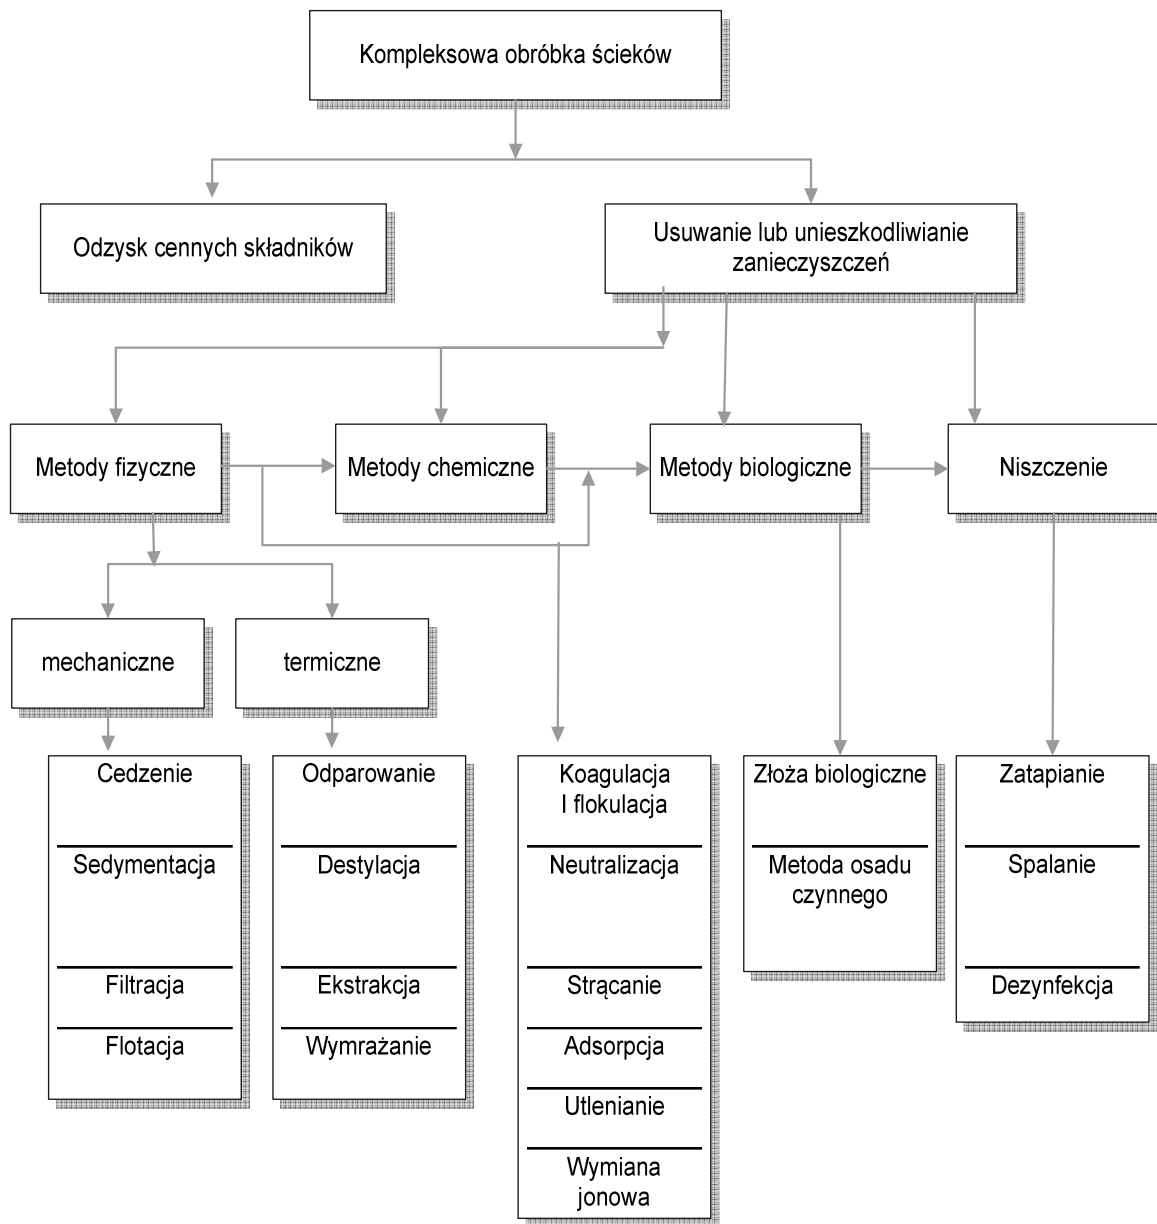 Kompleksowa obróbka ścieków
Odzysk cennych składników
Usuwanie lub unieszkodliwianie
zanieczyszczeń
Metody fizyczne
Metody chemiczne
Metody biologiczne
Niszczenie
mechaniczne
termiczne
Cedzenie
Sedymentacja
Filtracja
Flotacja
Odparowanie
Destylacja
Ekstrakcja
Wymrażanie
Koagulacja
I flokulacja
Neutralizacja
Strącanie
Adsorpcja
Utlenianie
Wymiana
jonowa
Złoża biologiczne
Metoda osadu
czynnego
Zatapianie
Spalanie
Dezynfekcja